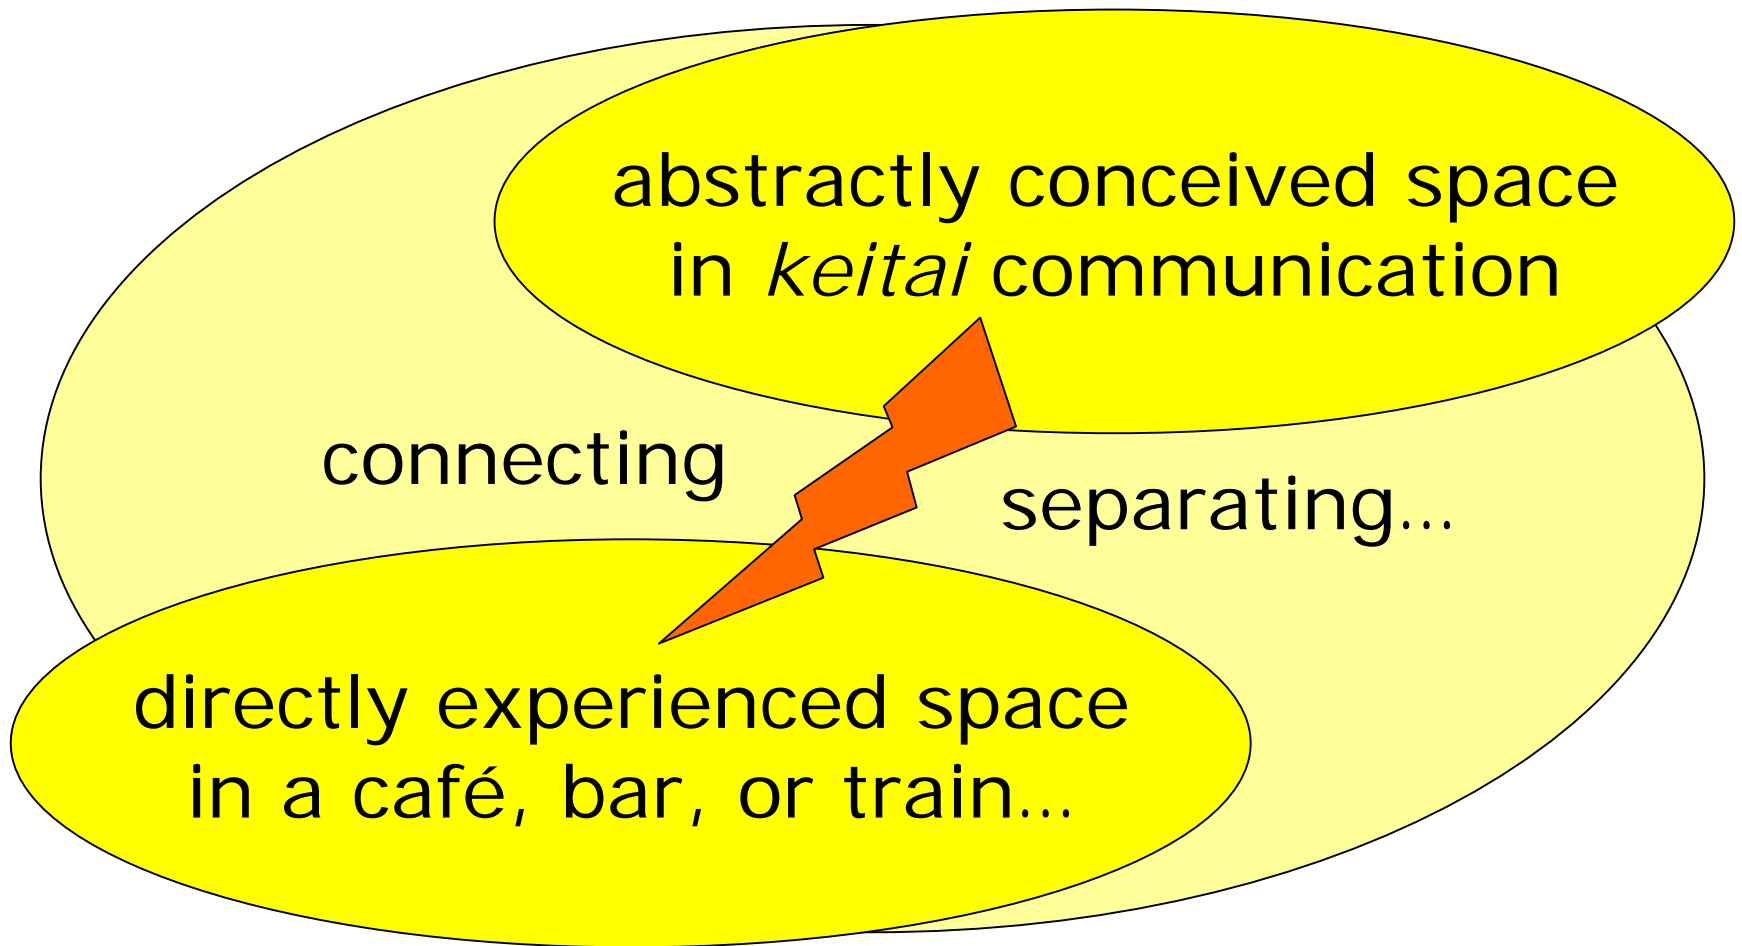 abstractly conceived space
in keitai communication
connecting
separating...
directly experienced space
in a café, bar, or train...